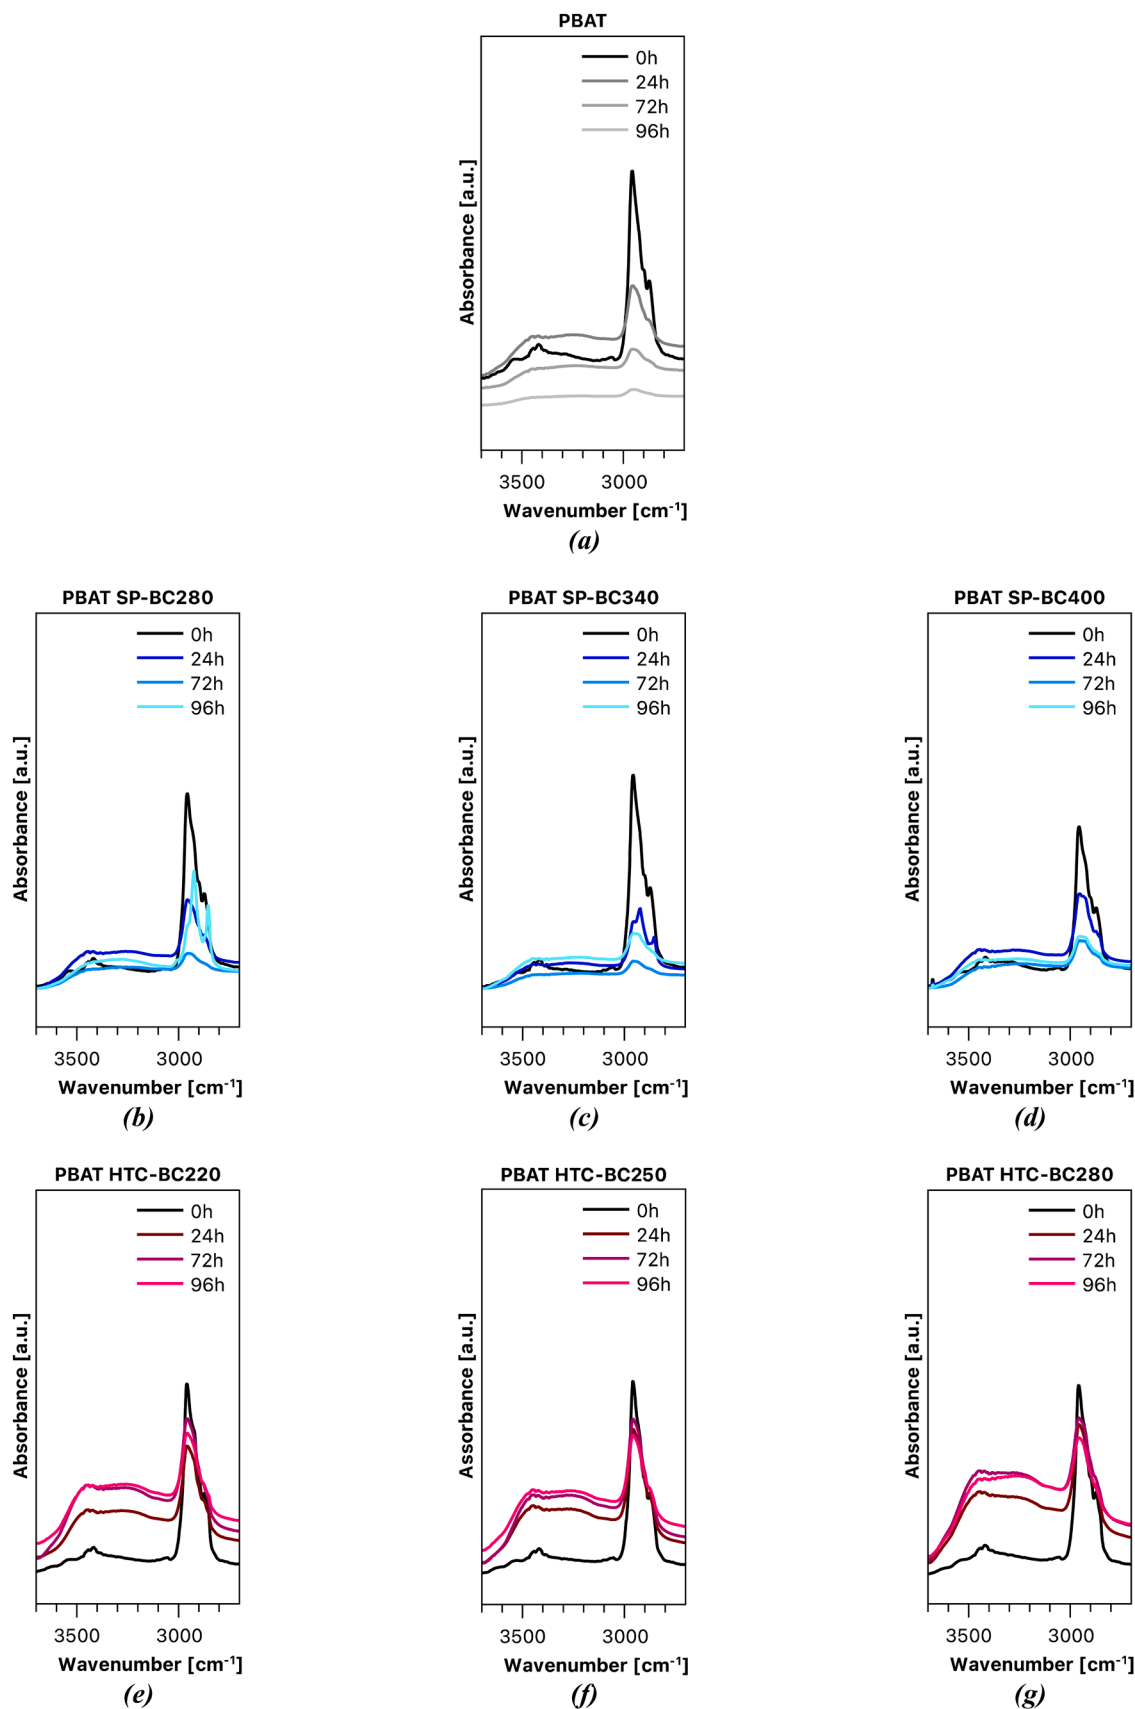 PBAT
0h
24h
72h
96h
Absorbance [a.u.]
3500 3000
Wavenumber [cm⁻¹]
(a)
PBAT SP-BC280
0h
24h
72h
96h
Absorbance [a.u.]
3500 3000
Wavenumber [cm⁻¹]
(b)
PBAT SP-BC340
0h
24h
72h
96h
Absorbance [a.u.]
3500 3000
Wavenumber [cm⁻¹]
(c)
PBAT SP-BC400
0h
24h
72h
96h
Absorbance [a.u.]
3500 3000
Wavenumber [cm⁻¹]
(d)
PBAT HTC-BC220
0h
24h
72h
96h
Absorbance [a.u.]
3500 3000
Wavenumber [cm⁻¹]
(e)
PBAT HTC-BC250
0h
24h
72h
96h
Assorbance [a.u.]
3500 3000
Wavenumber [cm⁻¹]
(f)
PBAT HTC-BC280
0h
24h
72h
96h
Absorbance [a.u.]
3500 3000
Wavenumber [cm⁻¹]
(g)